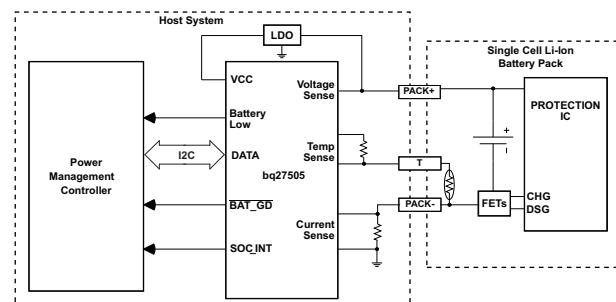 Host System
LDO
Single Cell Li-Ion
Battery Pack
VCC
Voltage
Sense
PACK+
PROTECTION
IC
Battery
Low
I2C
DATA
Temp
Sense
T
Power
Management
Controller
bq27505
BAT_GD
PACK-
FETs
CHG
DSG
Current
Sense
SOC_INT
+
–